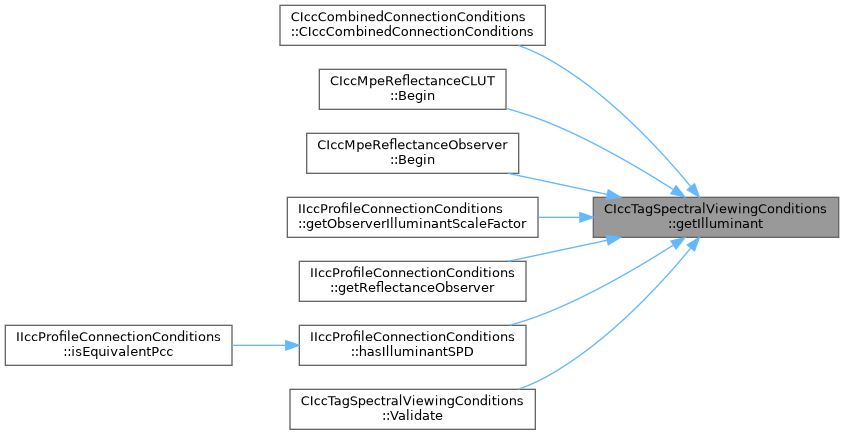 CIccCombinedConnectionConditions
::CIccCombinedConnectionConditions
CIccMpeReflectanceCLUT
::Begin
CIccMpeReflectanceObserver
::Begin
IIccProfileConnectionConditions
::getObserverIlluminantScaleFactor
CIccTagSpectralViewingConditions
::getIlluminant
IIccProfileConnectionConditions
::getReflectanceObserver
IIccProfileConnectionConditions
::isEquivalentPcc
IIccProfileConnectionConditions
::hasIlluminantSPD
CIccTagSpectralViewingConditions
::Validate